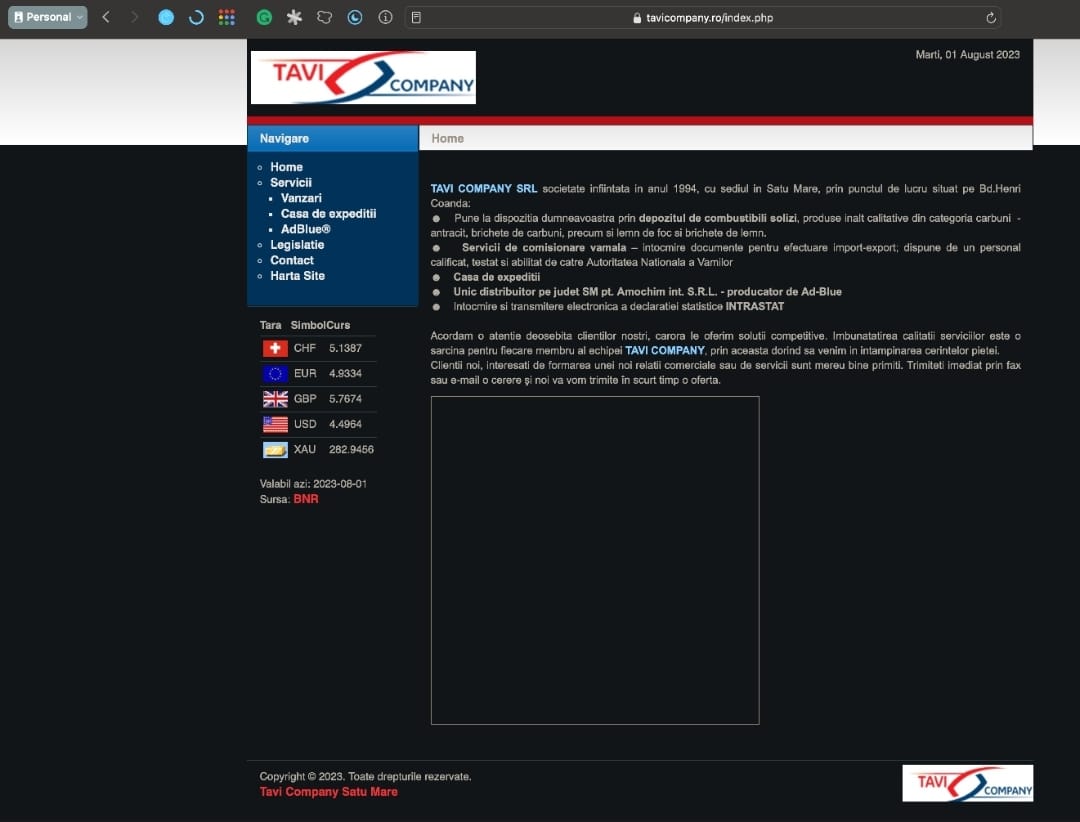 Personal
tavicompany.ro/index.php
TAVI COMPANY
Marti, 01 August 2023
Navigare
Home
Home
Servicii
Vanzari
Casa de expeditii
AdBlue®
Legislatie
Contact
Harta Site
Tara SimbolCurs
CHF 5.1387
EUR 4.9334
GBP 5.7674
USD 4.4964
XAU 282.9456
Valabil azi: 2023-08-01
Sursa: BNR
TAVI COMPANY SRL societate infiintata in anul 1994, cu sediul in Satu Mare, prin punctul de lucru situat pe Bd.Henri
Coanda:
● Pune la dispozitia dumneavoastra prin depozitul de combustibili solizi, produse inalt calitative din categoria carbuni -
antracit, brichete de carbuni, precum si lemn de foc si brichete de lemn.
● Servicii de comisionare vamala – intocmire documente pentru efectuare import-export; dispune de un personal
calificat, testat si abilitat de catre Autoritatea Nationala a Vamilor
● Casa de expeditii
● Unic distribuitor pe judet SM pt. Amochim int. S.R.L. - producator de Ad-Blue
● Intocmire si transmitere electronica a declaratiei statistice INTRASTAT
Acordam o atentie deosebita clientilor nostri, carora le oferim solutii competitive. Imbunatatirea calitatii serviciilor este o
sarcina pentru fiecare membru al echipei TAVI COMPANY, prin aceasta dorind sa venim in intampinarea cerintelor pietei.
Clientii noi, interesati de formarea unei noi relatii comerciale sau de servicii sunt mereu bine primiti. Trimiteti imediat prin fax
sau e-mail o cerere şi noi va vom trimite în scurt timp o oferta.
Copyright © 2023. Toate drepturile rezervate.
Tavi Company Satu Mare
TAVI COMPANY